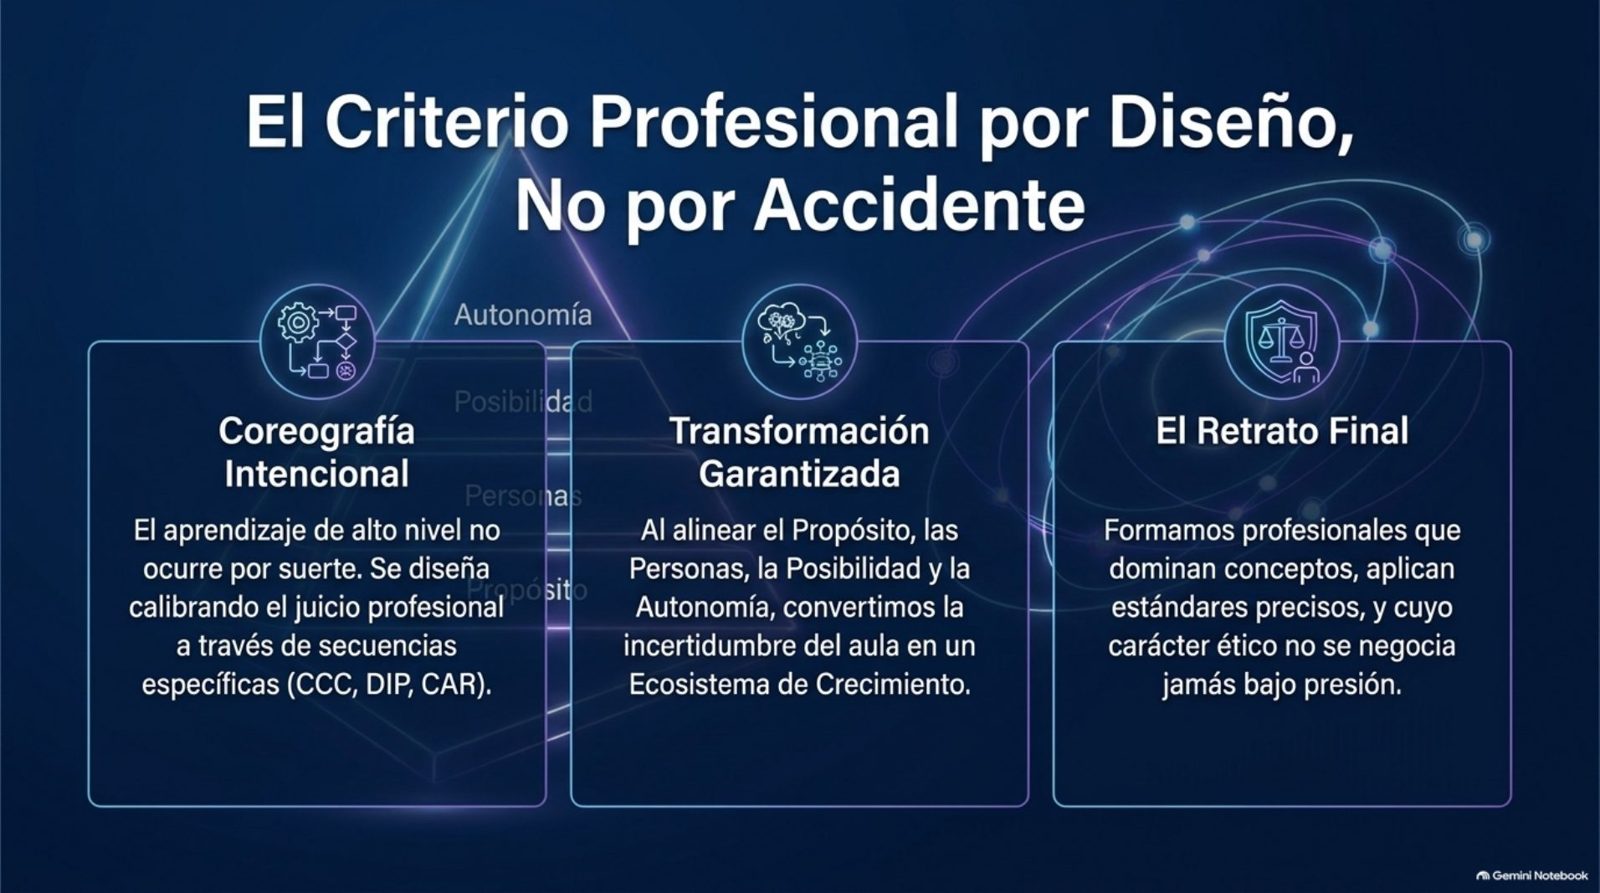 El Criterio Profesional por Diseño,
No por Accidente
Autonomía
Posibilidad
Personas
Propósito
Coreografía
Intencional
El aprendizaje de alto nivel no
ocurre por suerte. Se diseña
calibrando el juicio profesional
a través de secuencias
específicas (CCC, DIP, CAR).
Transformación
Garantizada
Al alinear el Propósito, las
Personas, la Posibilidad y la
Autonomía, convertimos la
incertidumbre del aula en un
Ecosistema de Crecimiento.
El Retrato Final
Formamos profesionales que
dominan conceptos, aplican
estándares precisos, y cuyo
carácter ético no se negocia
jamás bajo presión.
Gemini Notebook